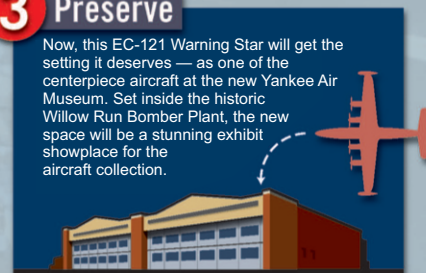 3 Preserve
Now, this EC-121 Warning Star will get the
setting it deserves — as one of the
centerpiece aircraft at the new Yankee Air
Museum. Set inside the historic
Willow Run Bomber Plant, the new
space will be a stunning exhibit
showplace for the
aircraft collection.